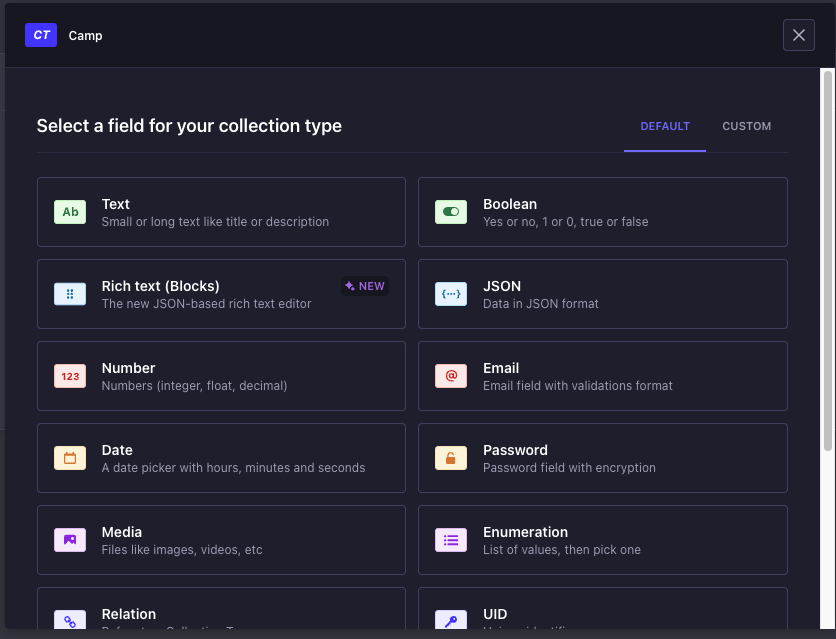 CT Camp
Select a field for your collection type
DEFAULT CUSTOM
Ab
Text
Small or long text like title or description
Boolean
Yes or no, 1 or 0, true or false
Rich text (Blocks)
NEW
The new JSON-based rich text editor
{···}
JSON
Data in JSON format
123
Number
Numbers (integer, float, decimal)
@
Email
Email field with validations format
Date
A date picker with hours, minutes and seconds
Password
Password field with encryption
Media
Files like images, videos, etc
Enumeration
List of values, then pick one
Relation
UID